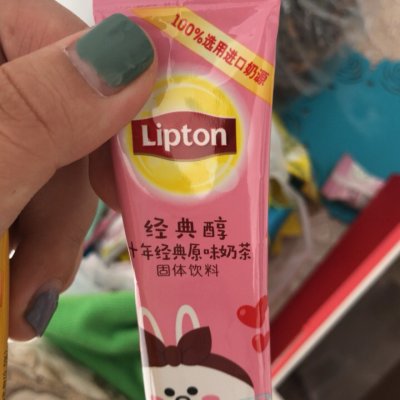 100%选用进口奶源
Lipton
经典醇
十年经典原味奶茶
固体饮料